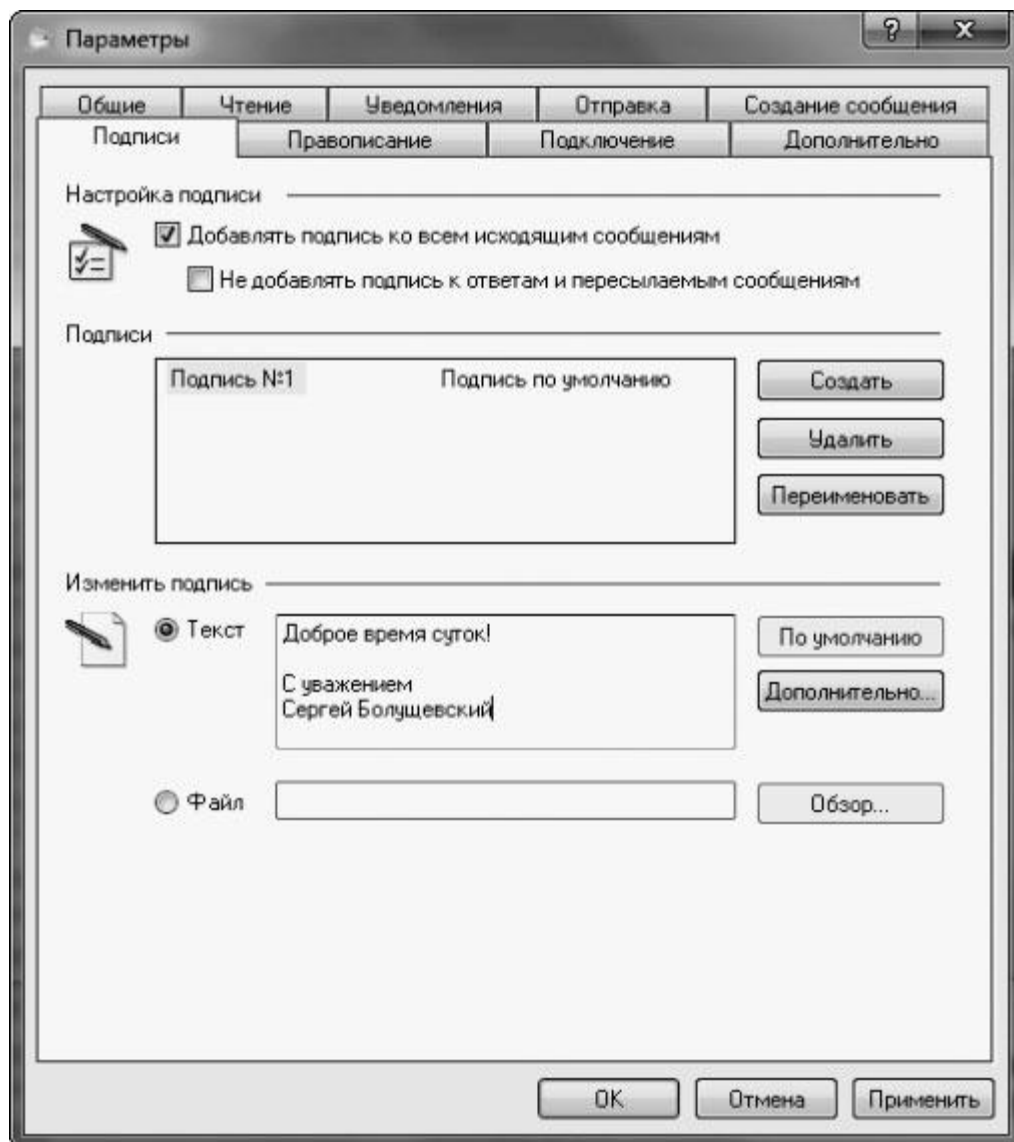 Параметры
Общие Чтение Уведомления Отправка Создание сообщения
Подписи Правописание Подключение Дополнительно
Настройка подписи
Добавлять подпись ко всем исходящим сообщениям
Не добавлять подпись к ответам и пересылаемым сообщениям
Подписи
Подпись №1 Подпись по умолчанию
Создать
Удалить
Переименовать
Изменить подпись
Текст
Доброе время суток!
С уважением
Сергей Болущевский
По умолчанию
Дополнительно...
Файл
Обзор...
OK Отмена Применить